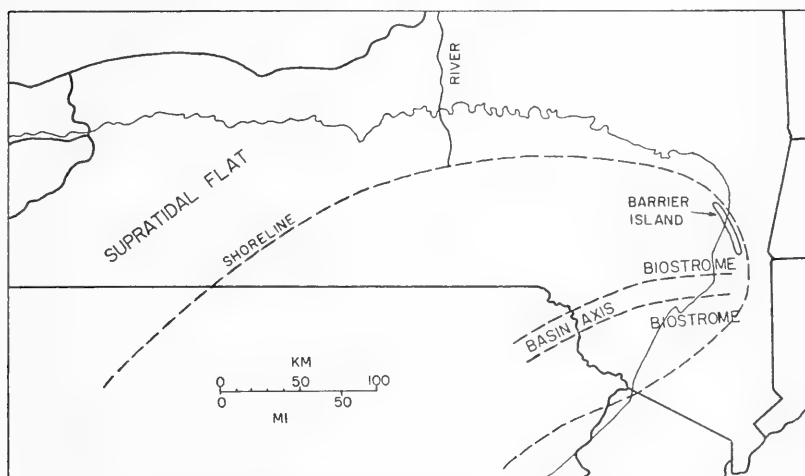 RIVER
SUPRATIDAL FLAT
SHORELINE
BARRIER
ISLAND
BIOSTROME
BASIN AXIS
BIOSTROME
KM
0 50 100
0 50
MI